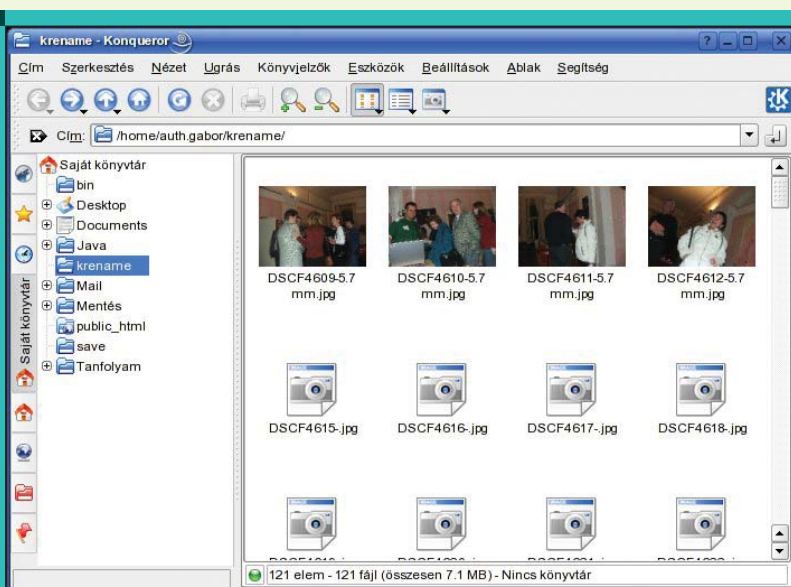 krename - Konqueror
Cím Szerkesztés Nézet Ugrás Könyvjelzők Eszközök Beállítások Ablak Segítség
Cím: /home/auth.gabor/krename/
Saját könyvtár
Saját könyvtár
bin
Desktop
Documents
Java
krename
Mail
Mentés
public_html
save
Tanfolyam
DSCF4609-5.7
mm.jpg
DSCF4610-5.7
mm.jpg
DSCF4611-5.7
mm.jpg
DSCF4612-5.7
mm.jpg
DSCF4615-.jpg
DSCF4616-.jpg
DSCF4617-.jpg
DSCF4618-.jpg
121 elem - 121 fájl (összesen 7.1 MB) - Nincs könyvtár